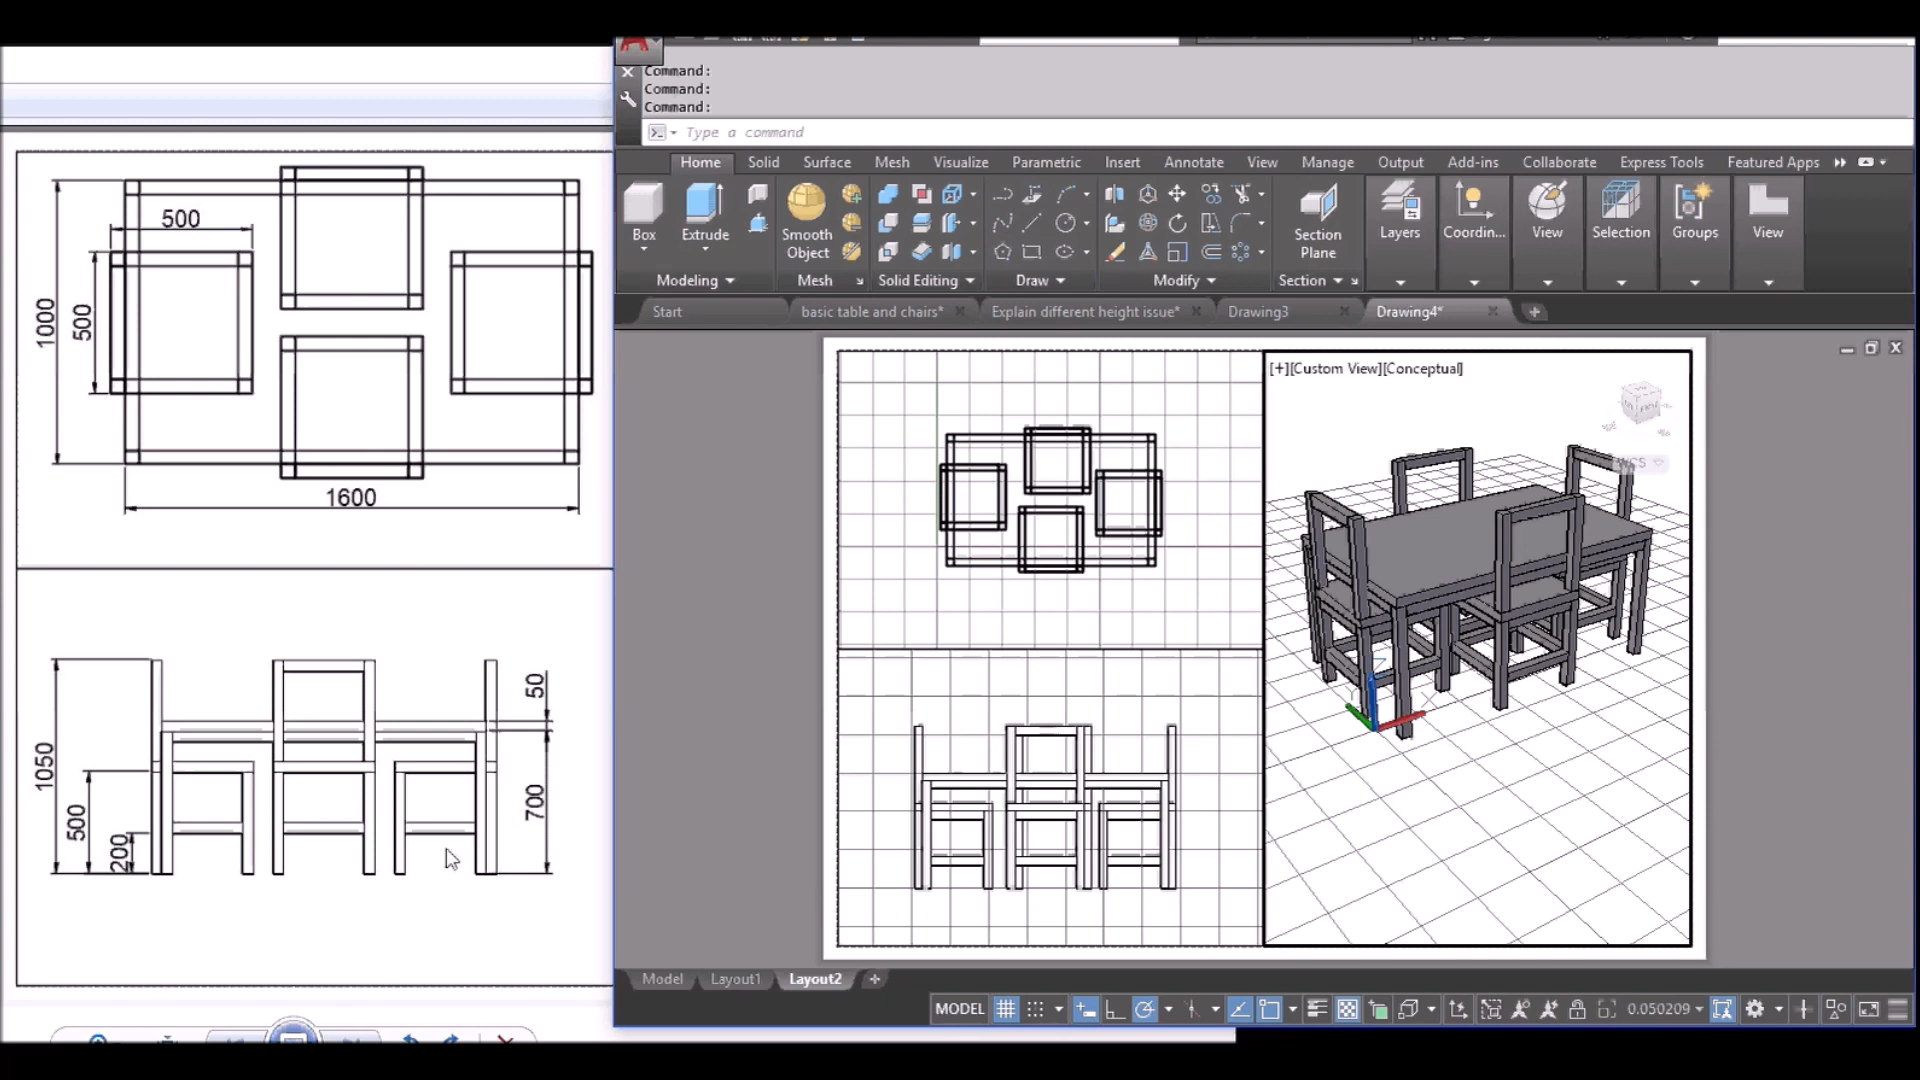 Command:
Command:
Command:
Type a command
Home Solid Surface Mesh Visualize Parametric Insert Annotate View Manage Output Add-ins Collaborate Express Tools Featured Apps
Box
Extrude
Smooth
Object
Section
Plane
Layers
Coordin...
View
Selection
Groups
View
Modeling
Mesh
Solid Editing
Draw
Modify
Section
Start
basic table and chairs*
Explain different height issue*
Drawing3
Drawing4*
[+][Custom View][Conceptual]
WCS
500
1000
500
1600
50
1050
500
200
700
Model
Layout1
Layout2
MODEL
0.050209